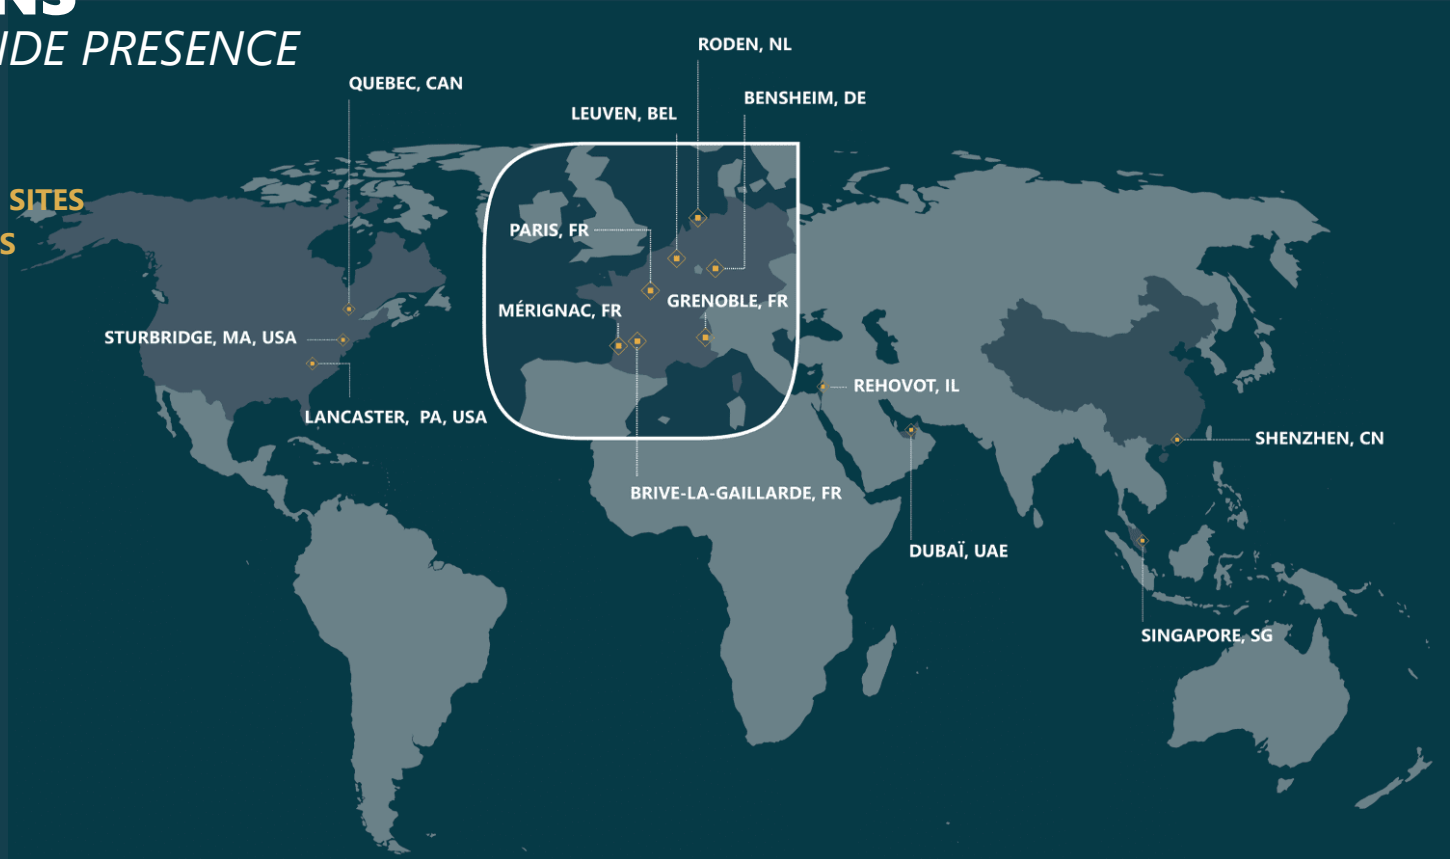 IDE PRESENCE
RODEN, NL
QUEBEC, CAN
BENSHEIM, DE
LEUVEN, BEL
SITES
PARIS, FR
GRENOBLE, FR
MÉRIGNAC, FR
STURBRIDGE, MA, USA
REHOVOT, IL
LANCASTER, PA, USA
SHENZHEN, CN
BRIVE-LA-GAILLARDE, FR
DUBAÏ, UAE
SINGAPORE, SG